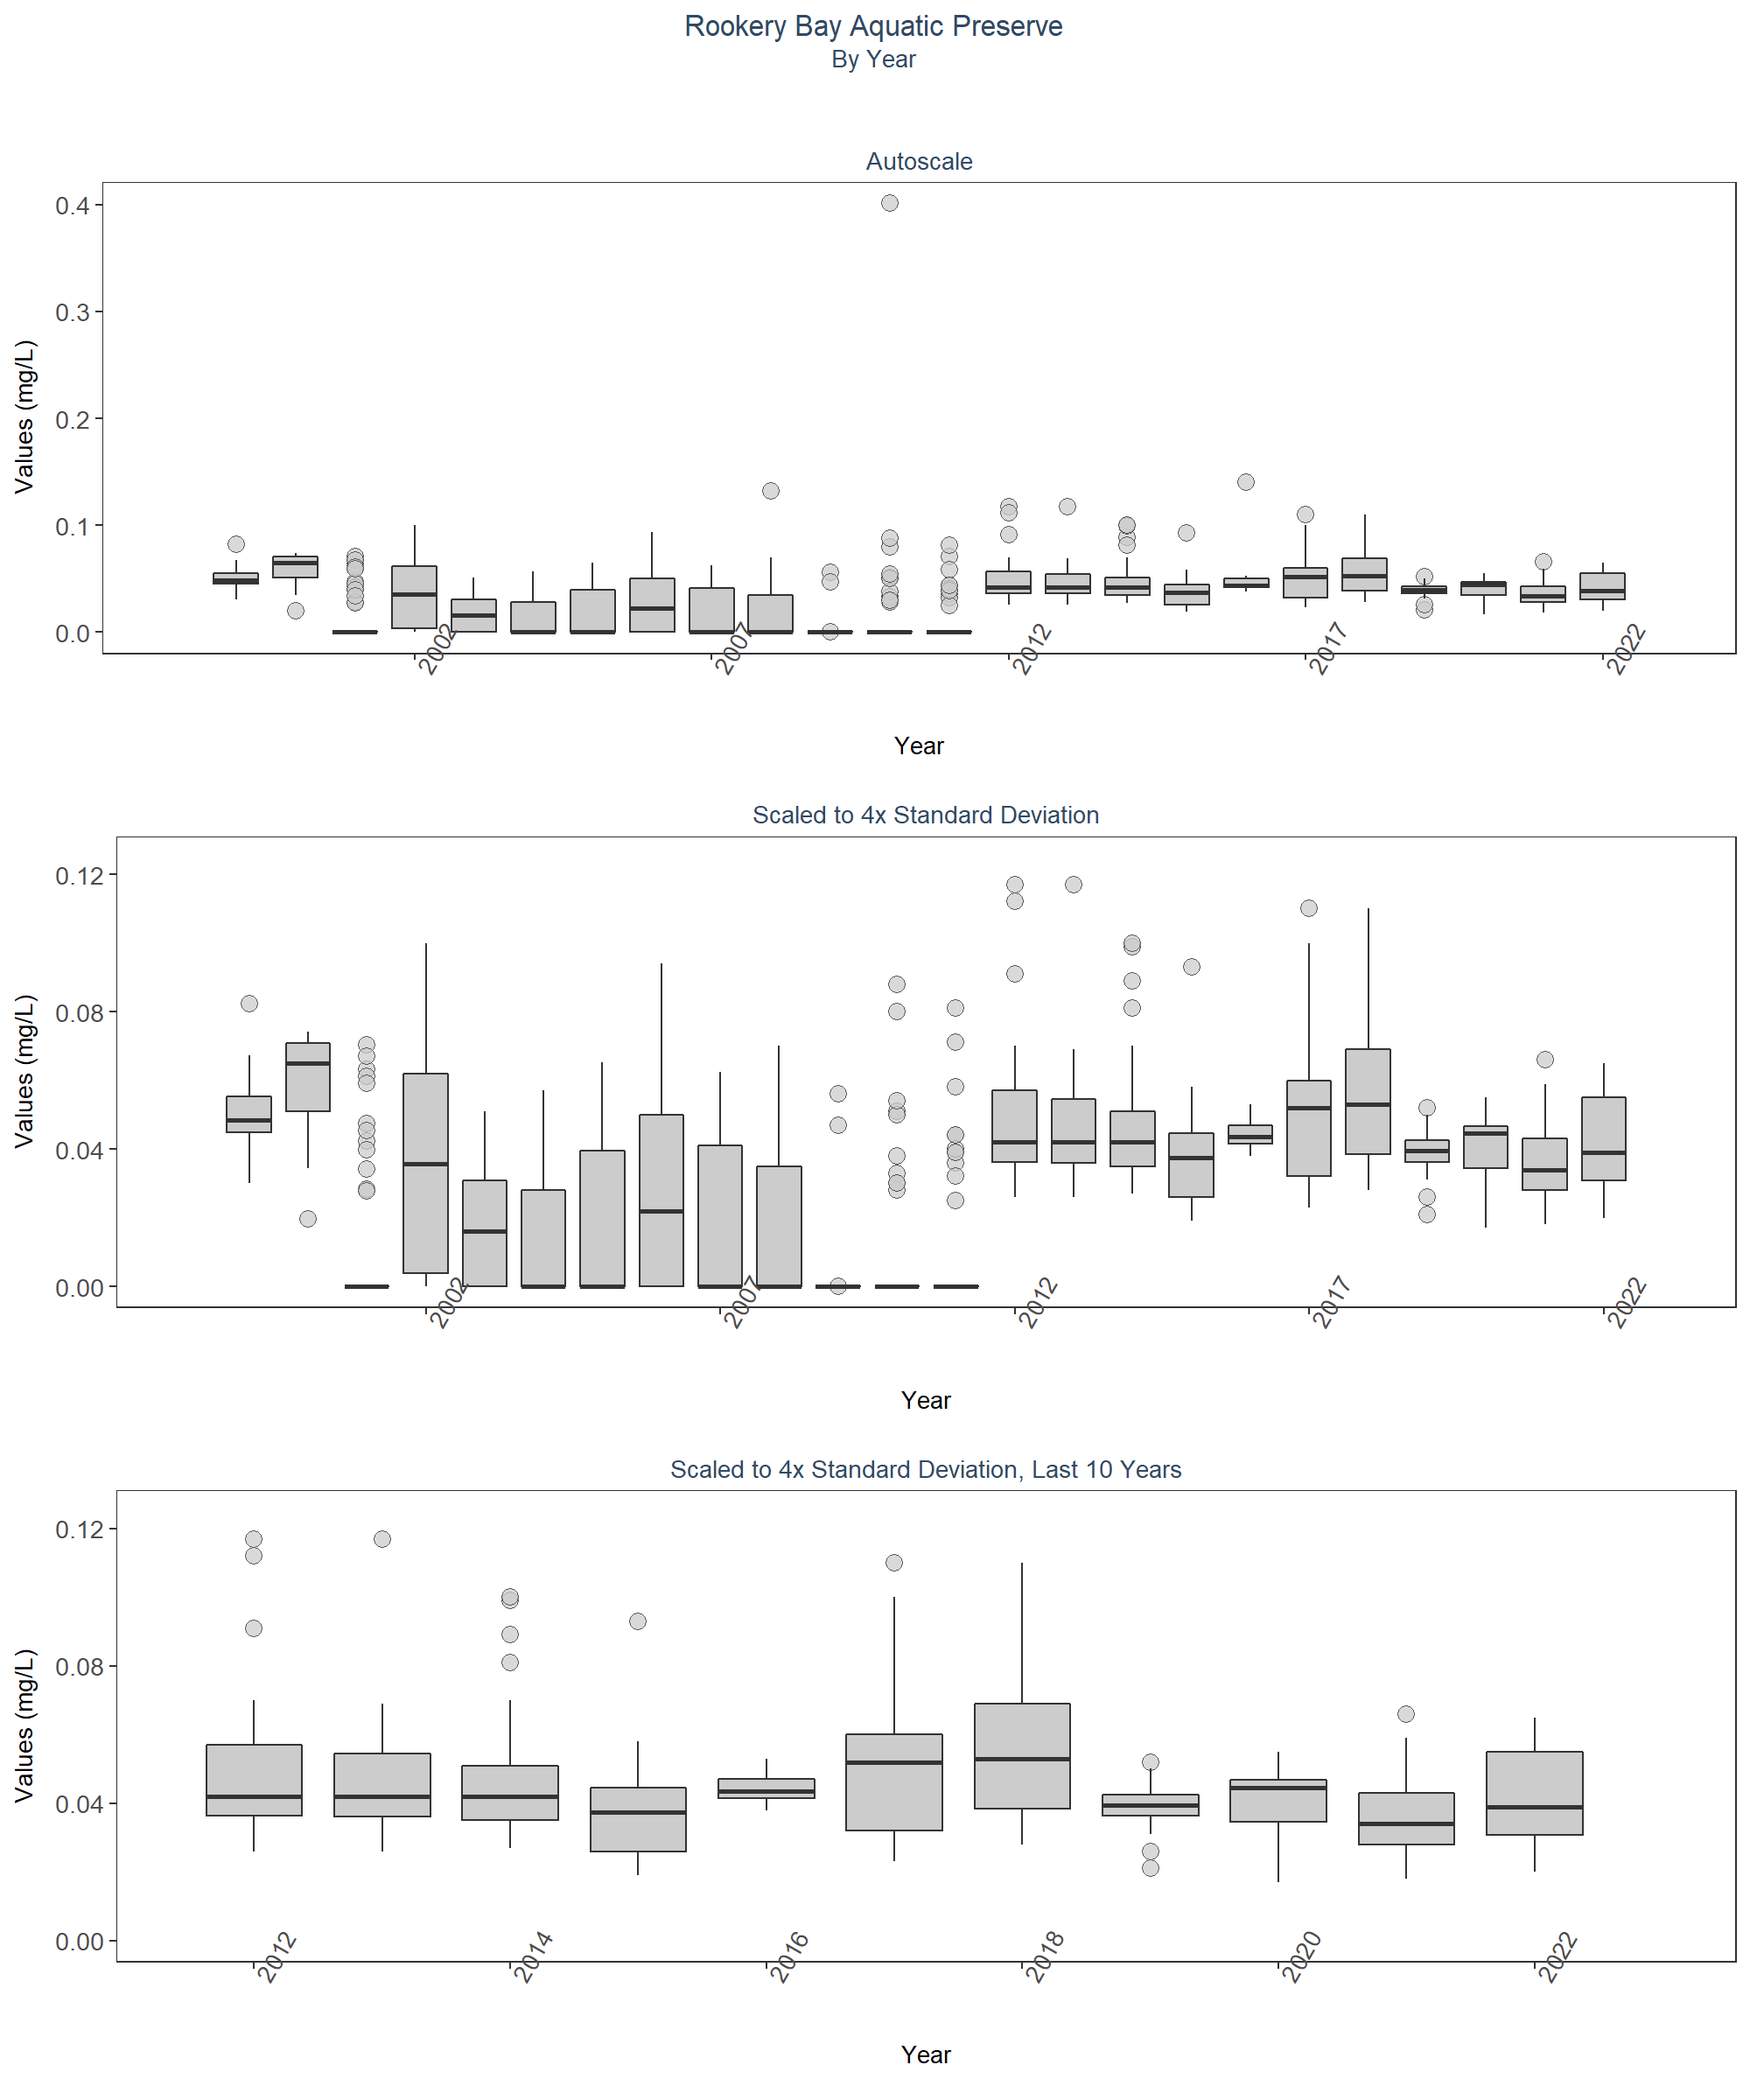 Rookery Bay Aquatic Preserve
By Year
Autoscale
0.4
0.3
0.2
0.1
0.0
Values (mg/L)
2002
2007
2012
2017
2022
Year
Scaled to 4x Standard Deviation
0.12
0.08
0.04
0.00
Values (mg/L)
2002
2007
2012
2017
2022
Year
Scaled to 4x Standard Deviation, Last 10 Years
0.12
0.08
0.04
0.00
Values (mg/L)
2012
2014
2016
2018
2020
2022
Year